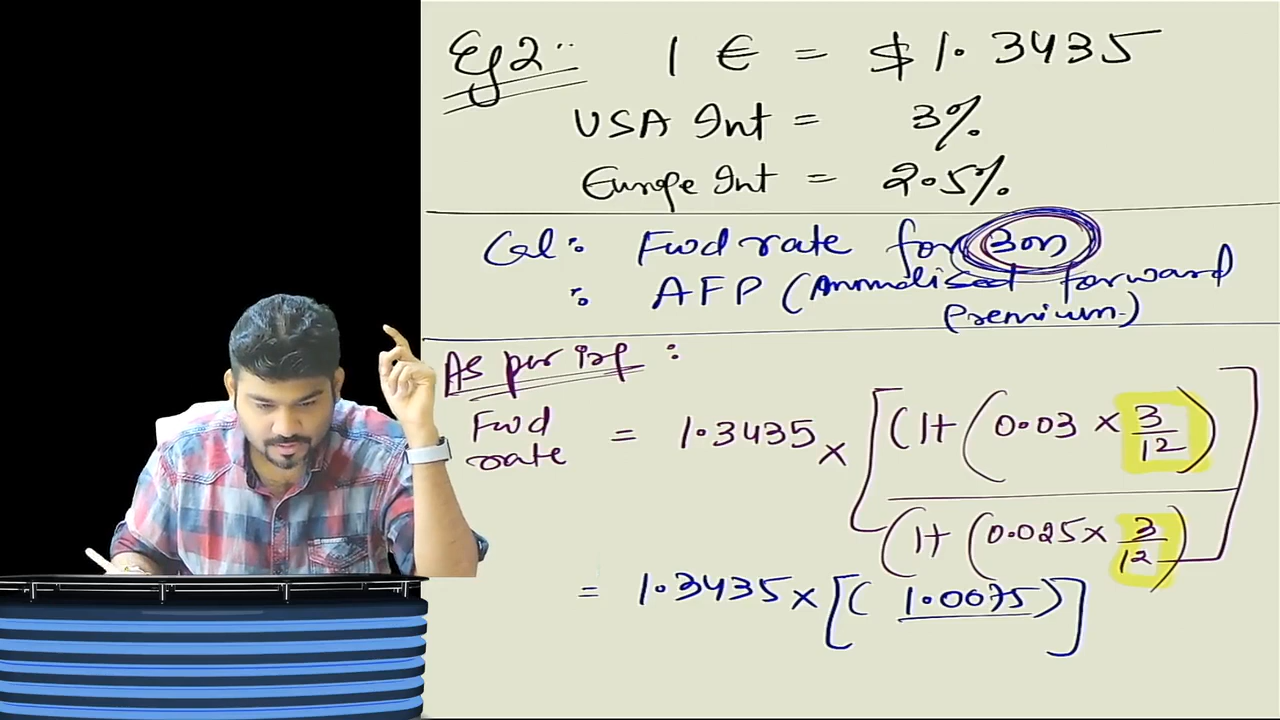 Eg 2:
1 € = $ 1.3435
USA Int = 3%
Europe Int = 2.5%
Cal: Fwd rate for 3m
: AFP (Annualised forward
Premium)
As per irp :
Fwd rate = 1.3435 × [(1+(0.03 × 3/12)
(1+(0.025 × 3/12)]
= 1.3435 × [( 1.0075 )]